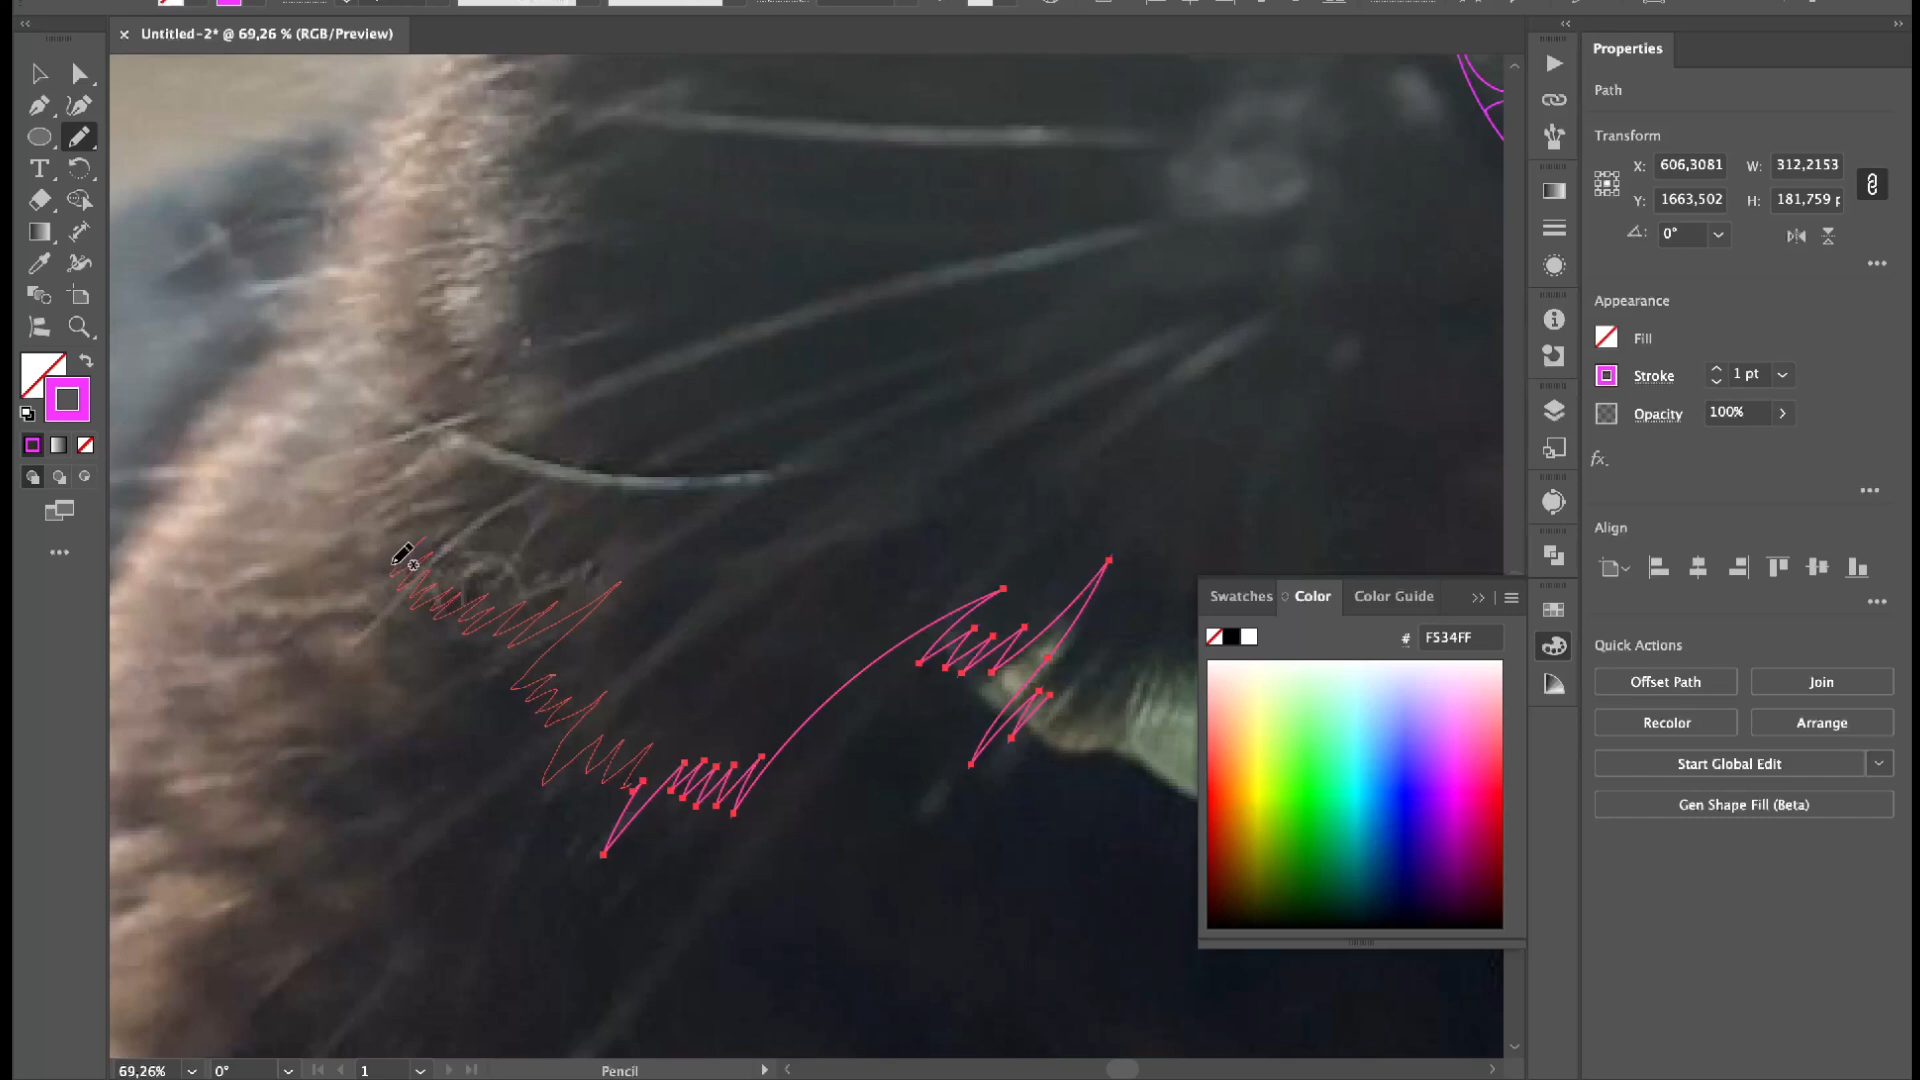 Untitled-2* @ 69,26 % (RGB/Preview)
Properties
Path
Transform
X: 606,3081 W: 312,2153
Y: 1663,502 H: 181,759 p
0°
Appearance
Fill
Stroke 1 pt
Opacity 100%
fx.
Align
Swatches Color Color Guide
# F534FF
Quick Actions
Offset Path Join
Recolor Arrange
Start Global Edit
Gen Shape Fill (Beta)
69,26% 0° 1 Pencil